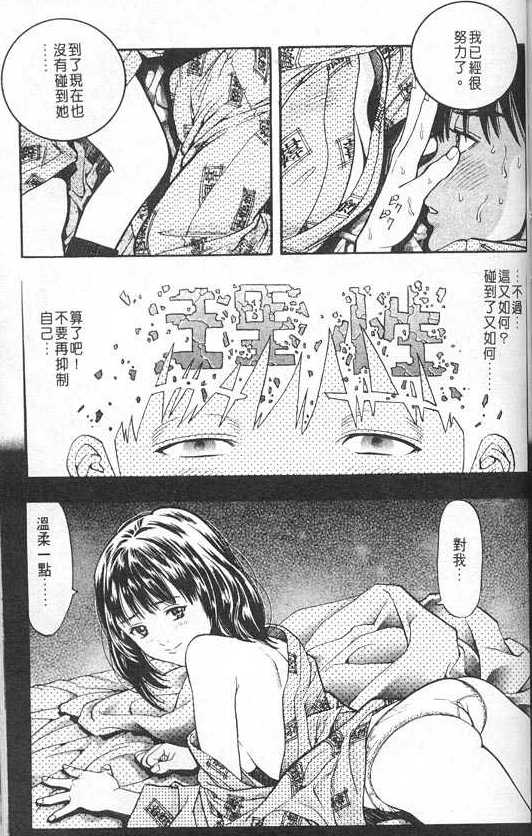 我已經很
努力了。
到了現在也
沒有碰到她
……
…不過…
這又如何？
碰到了又如何
……
理性
算了吧！
不要再抑制
自己…
對我…
溫柔一點
……